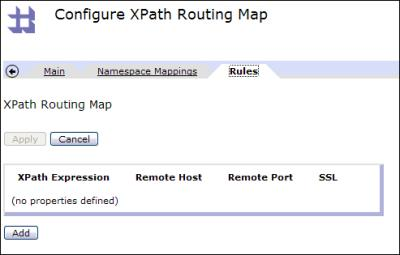 Configure XPath Routing Map
Main Namespace Mappings Rules
XPath Routing Map
Apply Cancel
XPath Expression Remote Host Remote Port SSL
(no properties defined)
Add